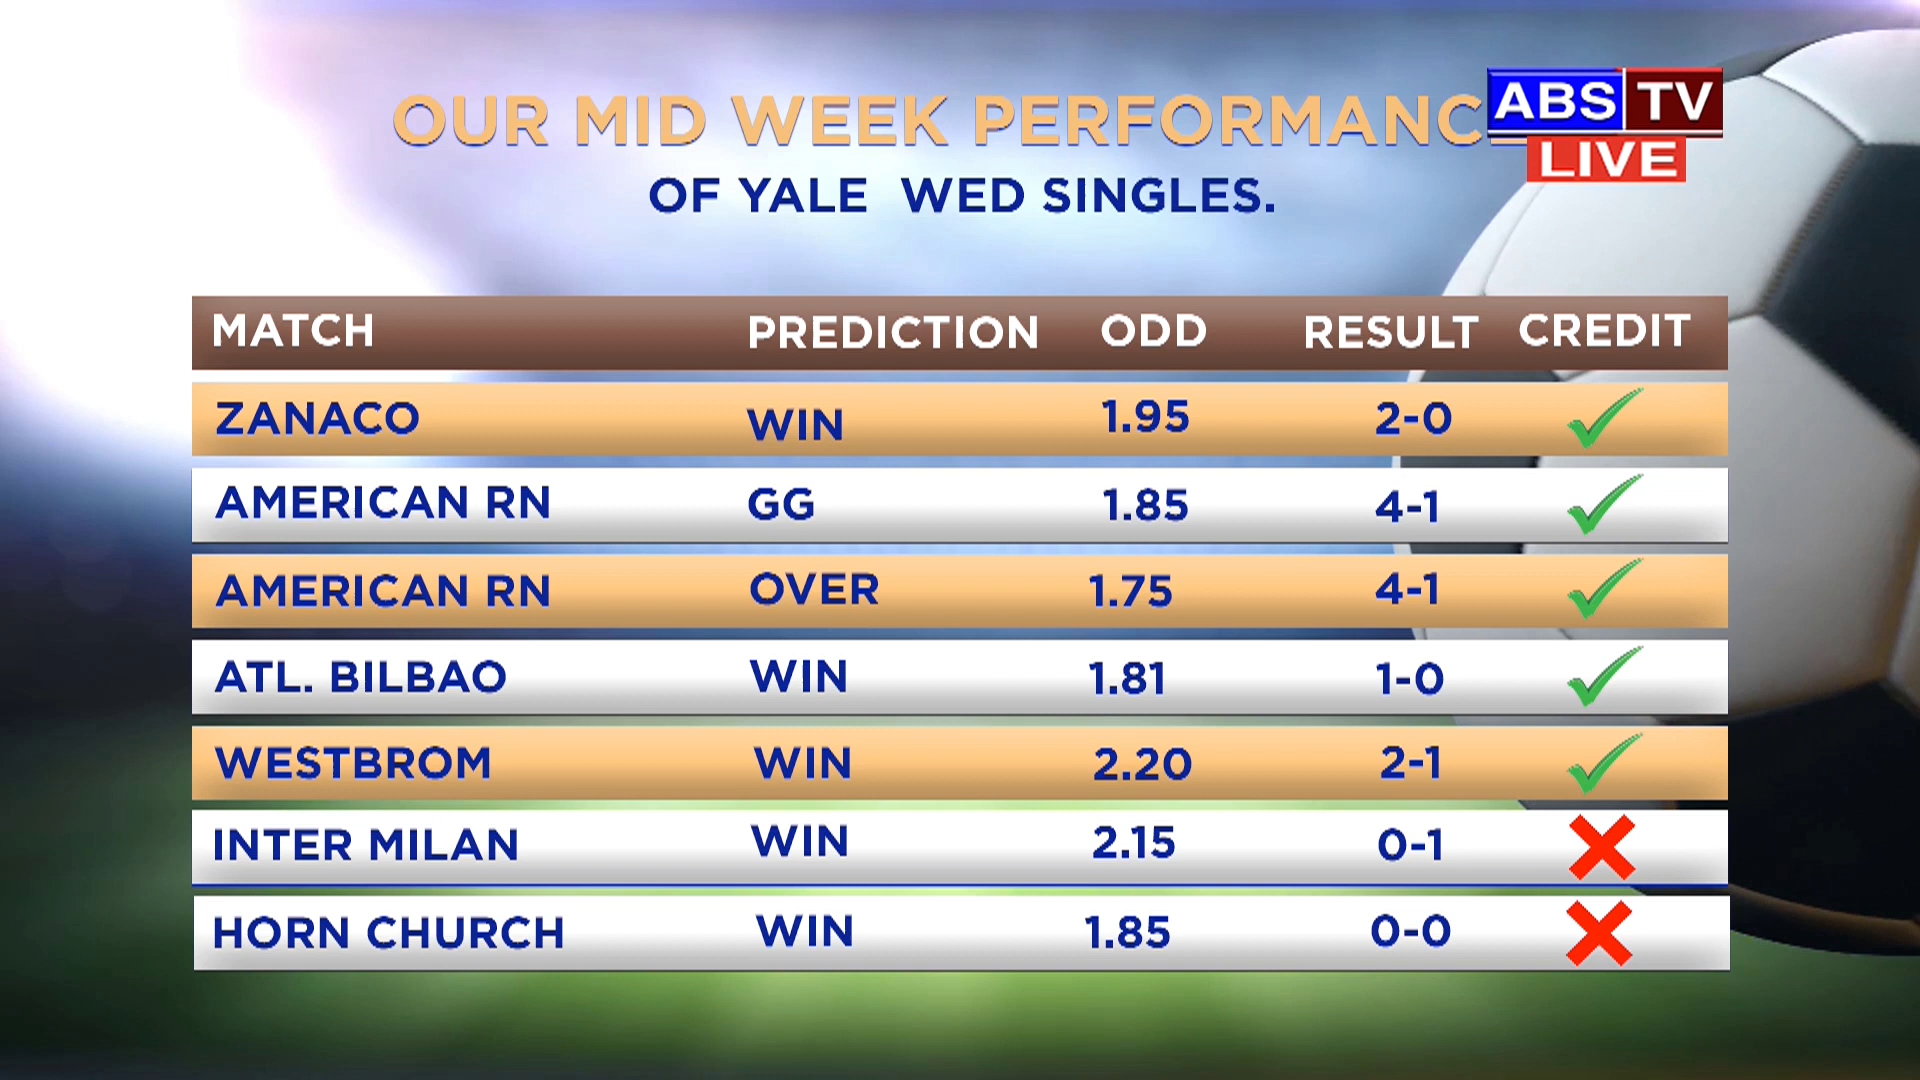 OUR MID WEEK PERFORMANC
ABS TV
LIVE
OF YALE WED SINGLES.
MATCH PREDICTION ODD RESULT CREDIT
ZANACO WIN 1.95 2-0
AMERICAN RN GG 1.85 4-1
AMERICAN RN OVER 1.75 4-1
ATL. BILBAO WIN 1.81 1-0
WESTBROM WIN 2.20 2-1
INTER MILAN WIN 2.15 0-1
HORN CHURCH WIN 1.85 0-0